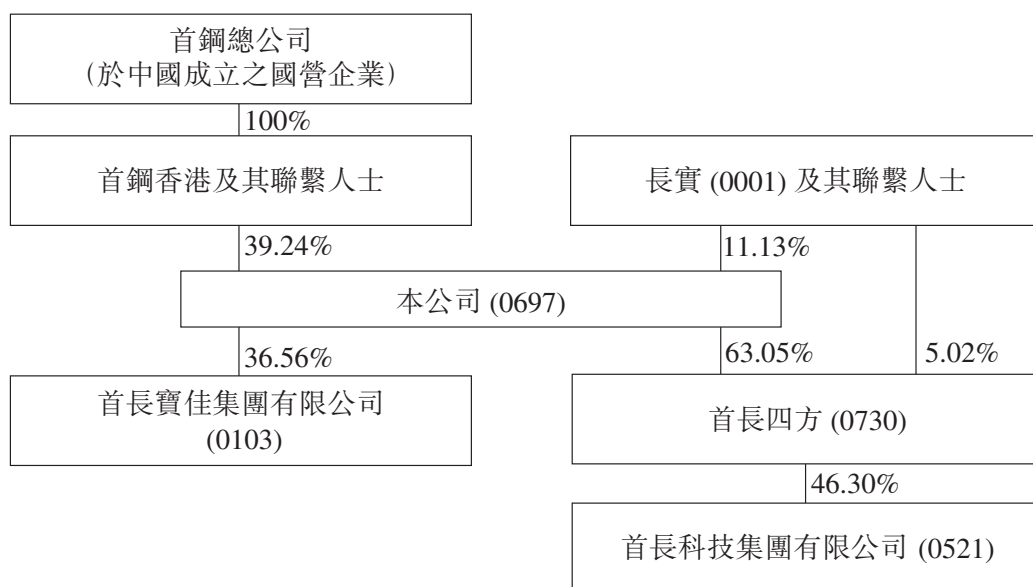 首鋼總公司
(於中國成立之國營企業)
100%
首鋼香港及其聯繫人士
長實 (0001) 及其聯繫人士
39.24%
11.13%
本公司 (0697)
36.56%
63.05%
5.02%
首長寶佳集團有限公司
(0103)
首長四方 (0730)
46.30%
首長科技集團有限公司 (0521)